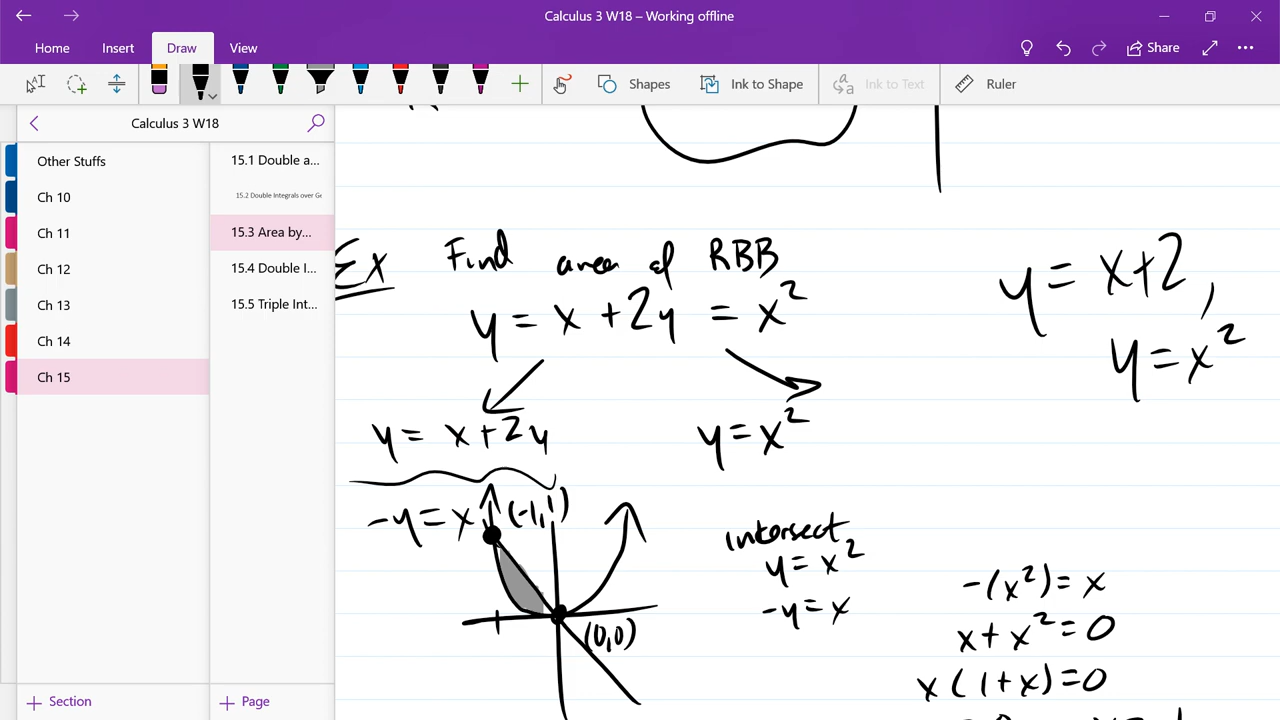 Calculus 3 W18 – Working offline
Home Insert Draw View
Share
Shapes Ink to Shape Ink to Text Ruler
Calculus 3 W18
Other Stuffs
Ch 10
Ch 11
Ch 12
Ch 13
Ch 14
Ch 15
Section
15.1 Double a...
15.2 Double Integrals over Ge
15.3 Area by...
15.4 Double I...
15.5 Triple Int...
Page
Ex Find area of RBB
y = x + 2y = x²
y = x+2y
y = x²
-y = x
(-1,1)
(0,0)
intersect
y = x²
-y = x
y = x+2,
y = x²
-(x²) = x
x + x² = 0
x(1+x)=0